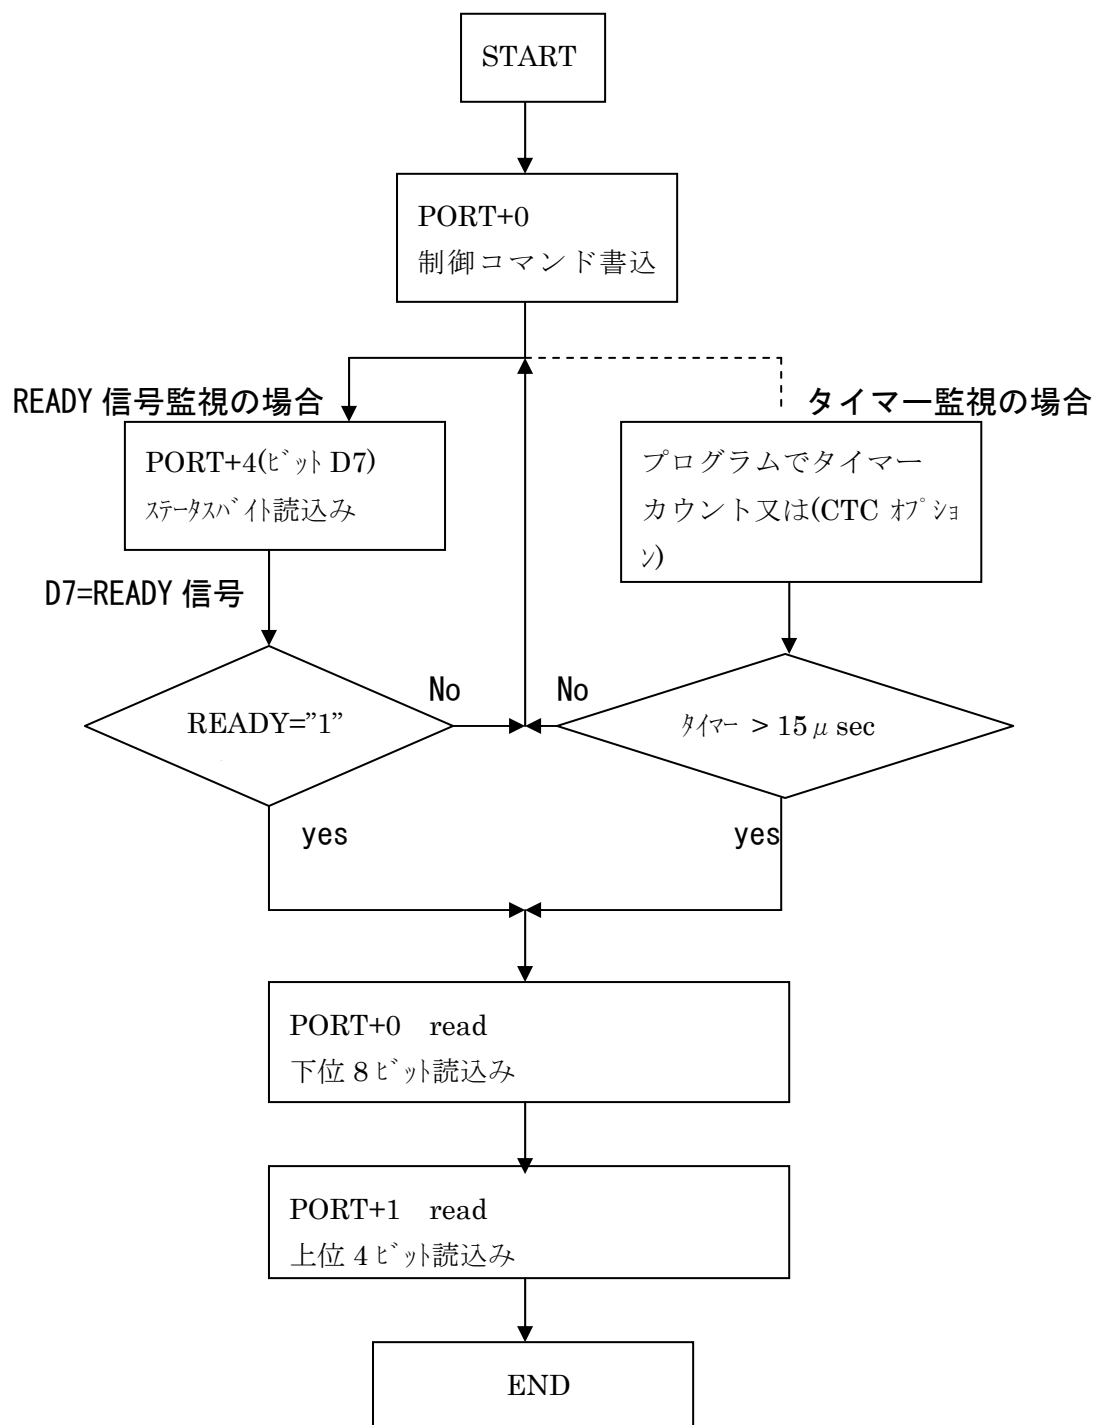 START
PORT+0
制御コマンド書込
READY 信号監視の場合
タイマー監視の場合
PORT+4(ﾋﾞｯﾄ D7)
ｽﾃｰﾀｽﾊﾞｲﾄ読込み
プログラムでタイマー
カウント又は(CTC ｵﾌﾟｼｮ
ﾝ)
D7=READY 信号
No
No
READY=”1”
ﾀｲﾏｰ > 15μsec
yes
yes
PORT+0 read
下位 8 ﾋﾞｯﾄ読込み
PORT+1 read
上位 4 ﾋﾞｯﾄ読込み
END